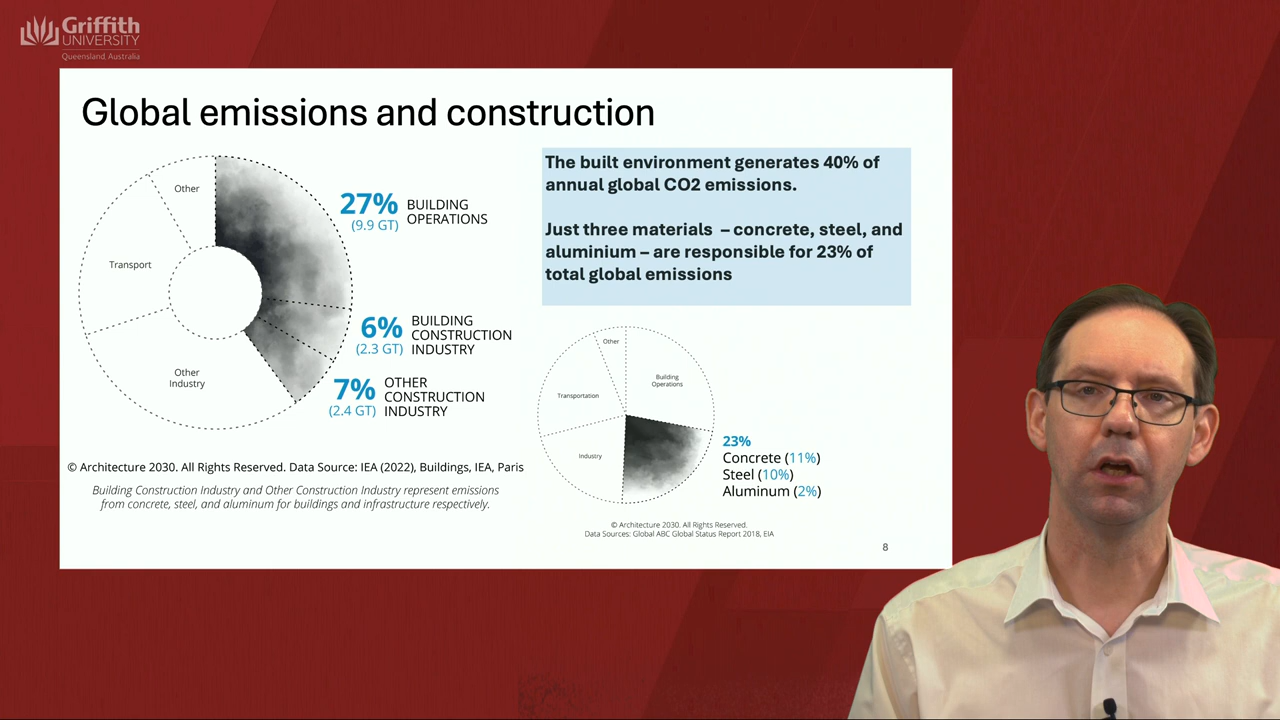 Griffith
UNIVERSITY
Queensland, Australia
Global emissions and construction
Other
Transport
Other
Industry
27%
(9.9 GT)
BUILDING
OPERATIONS
6%
(2.3 GT)
BUILDING
CONSTRUCTION
INDUSTRY
7%
(2.4 GT)
OTHER
CONSTRUCTION
INDUSTRY
© Architecture 2030. All Rights Reserved. Data Source: IEA (2022), Buildings, IEA, Paris
Building Construction Industry and Other Construction Industry represent emissions
from concrete, steel, and aluminum for buildings and infrastructure respectively.
The built environment generates 40% of
annual global CO2 emissions.
Just three materials – concrete, steel, and
aluminium – are responsible for 23% of
total global emissions
Other
Building
Operations
Transportation
Industry
23%
Concrete (11%)
Steel (10%)
Aluminum (2%)
© Architecture 2030. All Rights Reserved.
Data Sources: Global ABC Global Status Report 2018, EIA
8